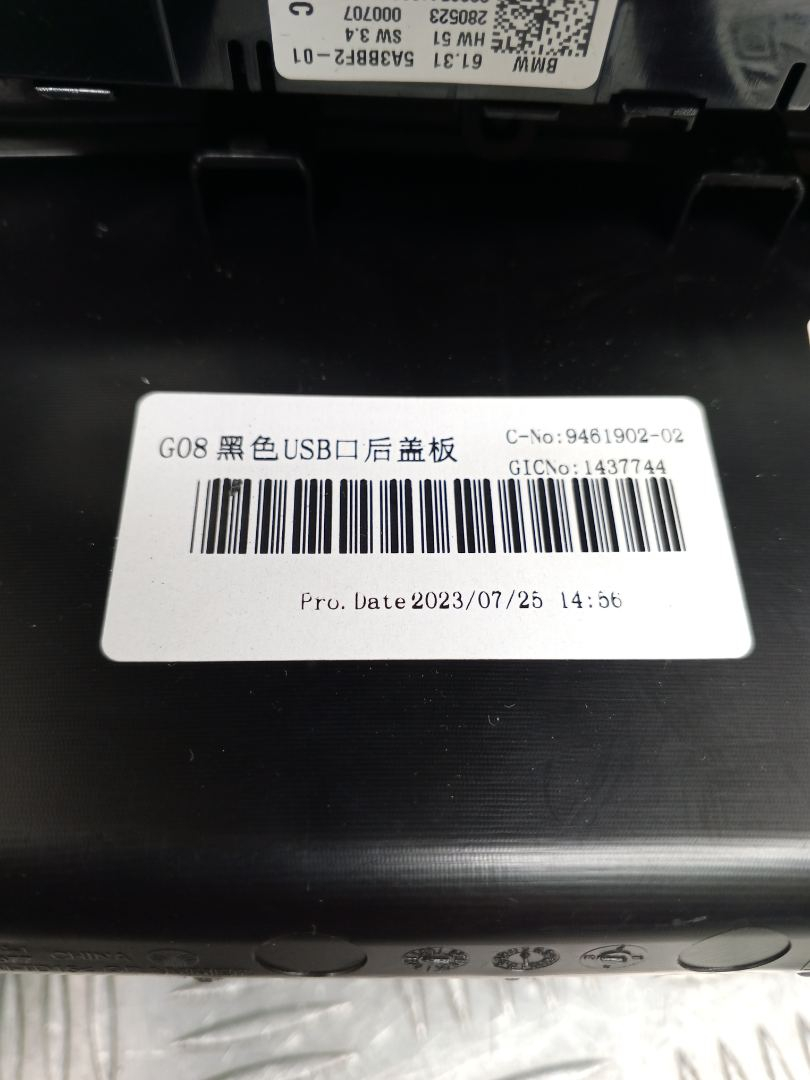 BMW
61.31 5A3BBF2-01
HW 51 SW 3.4
280523 000707
C
G08 黑色USB口后盖板
C-No:9461902-02
GICNo:1437744
Pro. Date 2023/07/25 14:56
CHINA